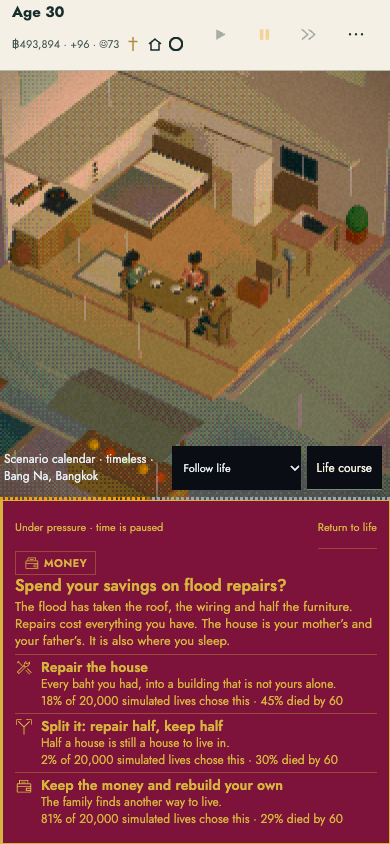 Age 30
฿493,894 · +96 · ☺73
Scenario calendar · timeless ·
Bang Na, Bangkok
Follow life
Life course
Under pressure · time is paused
Return to life
MONEY
Spend your savings on flood repairs?
The flood has taken the roof, the wiring and half the furniture.
Repairs cost everything you have. The house is your mother's and
your father's. It is also where you sleep.
Repair the house
Every baht you had, into a building that is not yours alone.
18% of 20,000 simulated lives chose this · 45% died by 60
Split it: repair half, keep half
Half a house is still a house to live in.
2% of 20,000 simulated lives chose this · 30% died by 60
Keep the money and rebuild your own
The family finds another way to live.
81% of 20,000 simulated lives chose this · 29% died by 60